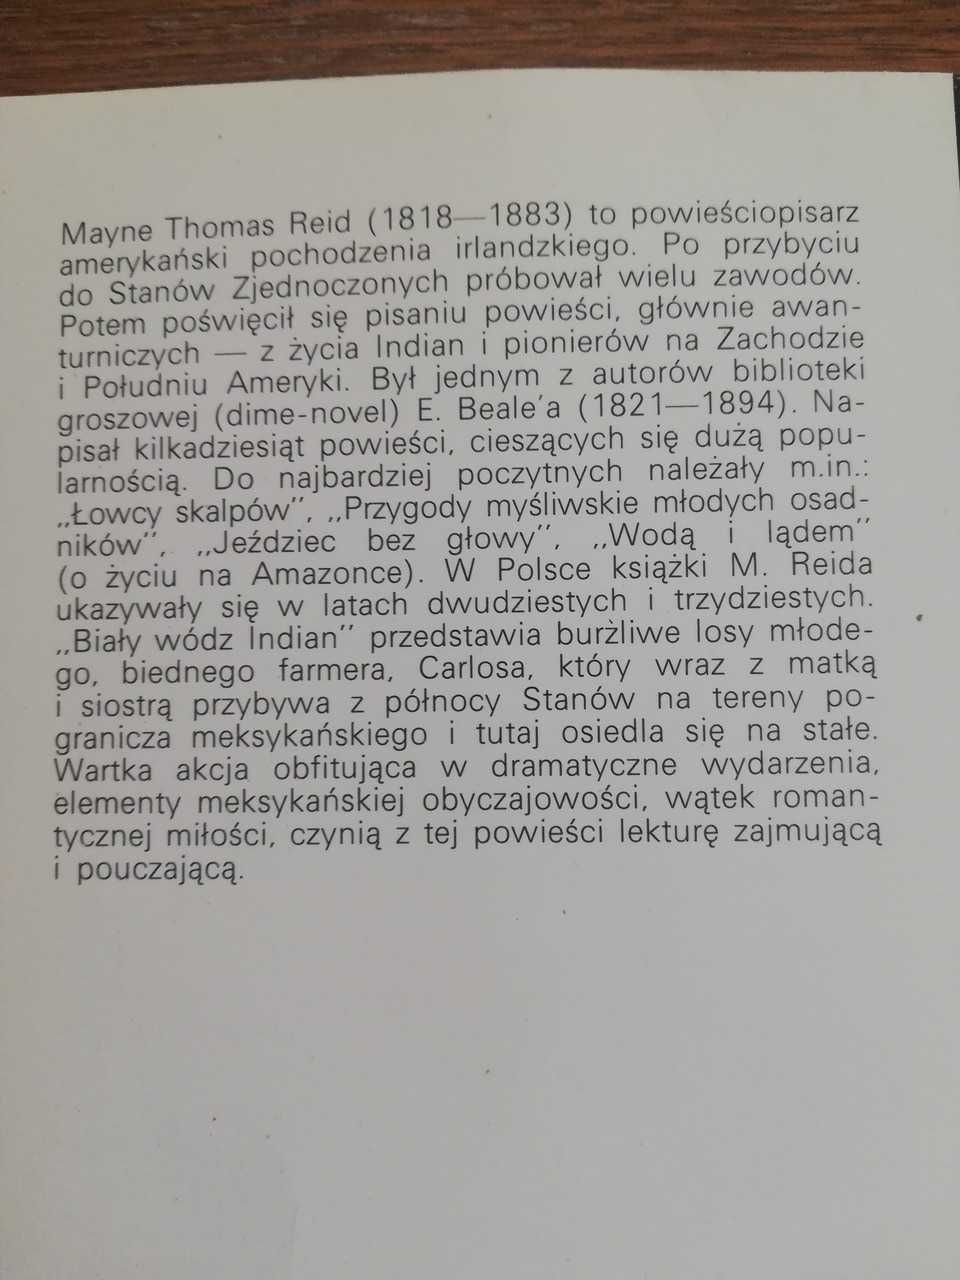 Mayne Thomas Reid (1818—1883) to powieściopisarz
amerykański pochodzenia irlandzkiego. Po przybyciu
do Stanów Zjednoczonych próbował wielu zawodów.
Potem poświęcił się pisaniu powieści, głównie awan-
turniczych — z życia Indian i pionierów na Zachodzie
i Południu Ameryki. Był jednym z autorów biblioteki
groszowej (dime-novel) E. Beale'a (1821—1894). Na-
pisał kilkadziesiąt powieści, cieszących się dużą popu-
larnością. Do najbardziej poczytnych należały m.in.:
„Łowcy skalpów", „Przygody myśliwskie młodych osad-
ników", „Jeździec bez głowy", „Wodą i lądem"
(o życiu na Amazonce). W Polsce książki M. Reida
ukazywały się w latach dwudziestych i trzydziestych.
„Biały wódz Indian" przedstawia burżliwe losy młode-
go, biednego farmera, Carlosa, który wraz z matką
i siostrą przybywa z północy Stanów na tereny po-
granicza meksykańskiego i tutaj osiedla się na stałe.
Wartka akcja obfitująca w dramatyczne wydarzenia,
elementy meksykańskiej obyczajowości, wątek roman-
tycznej miłości, czynią z tej powieści lekturę zajmującą
i pouczającą.